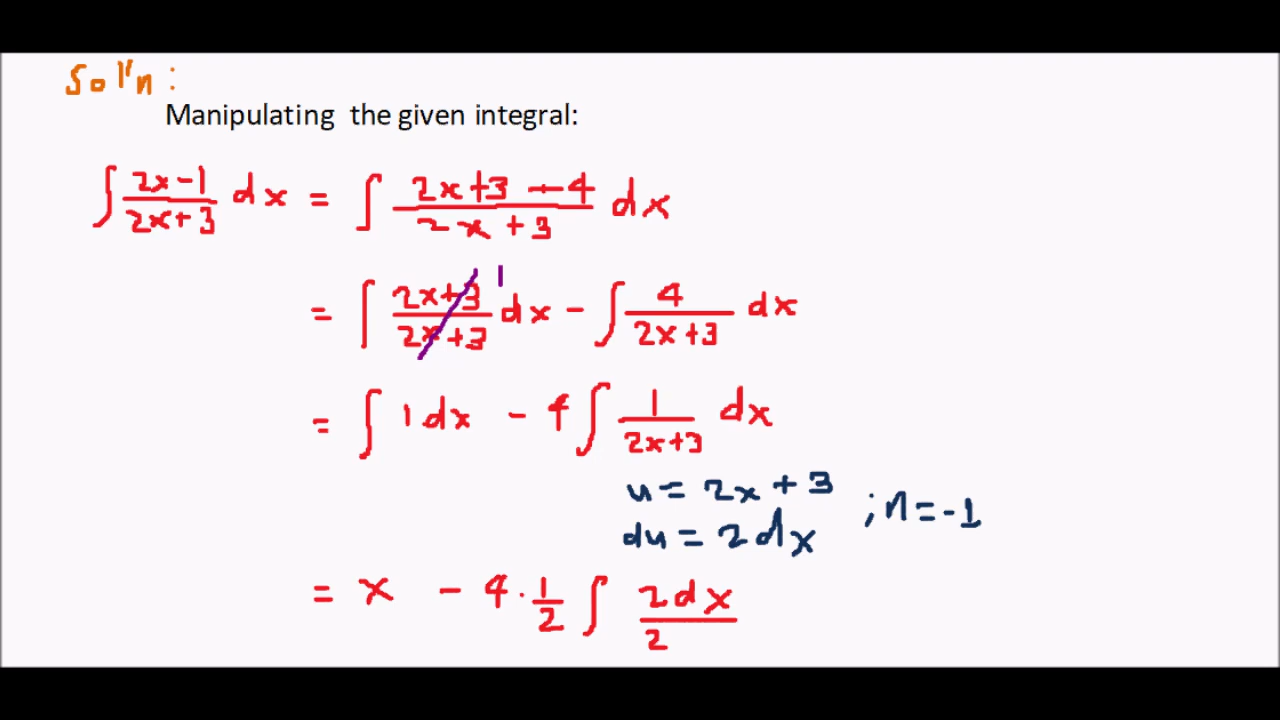 Sol'n:
Manipulating the given integral:
∫ (2x-1)/(2x+3) dx = ∫ (2x+3-4)/(2x+3) dx
= ∫ (2x+3)/(2x+3) 1 dx - ∫ 4/(2x+3) dx
= ∫ 1 dx - 4 ∫ 1/(2x+3) dx
u = 2x+3 ; n = -1
du = 2dx
= x - 4 · 1/2 ∫ 2dx/2